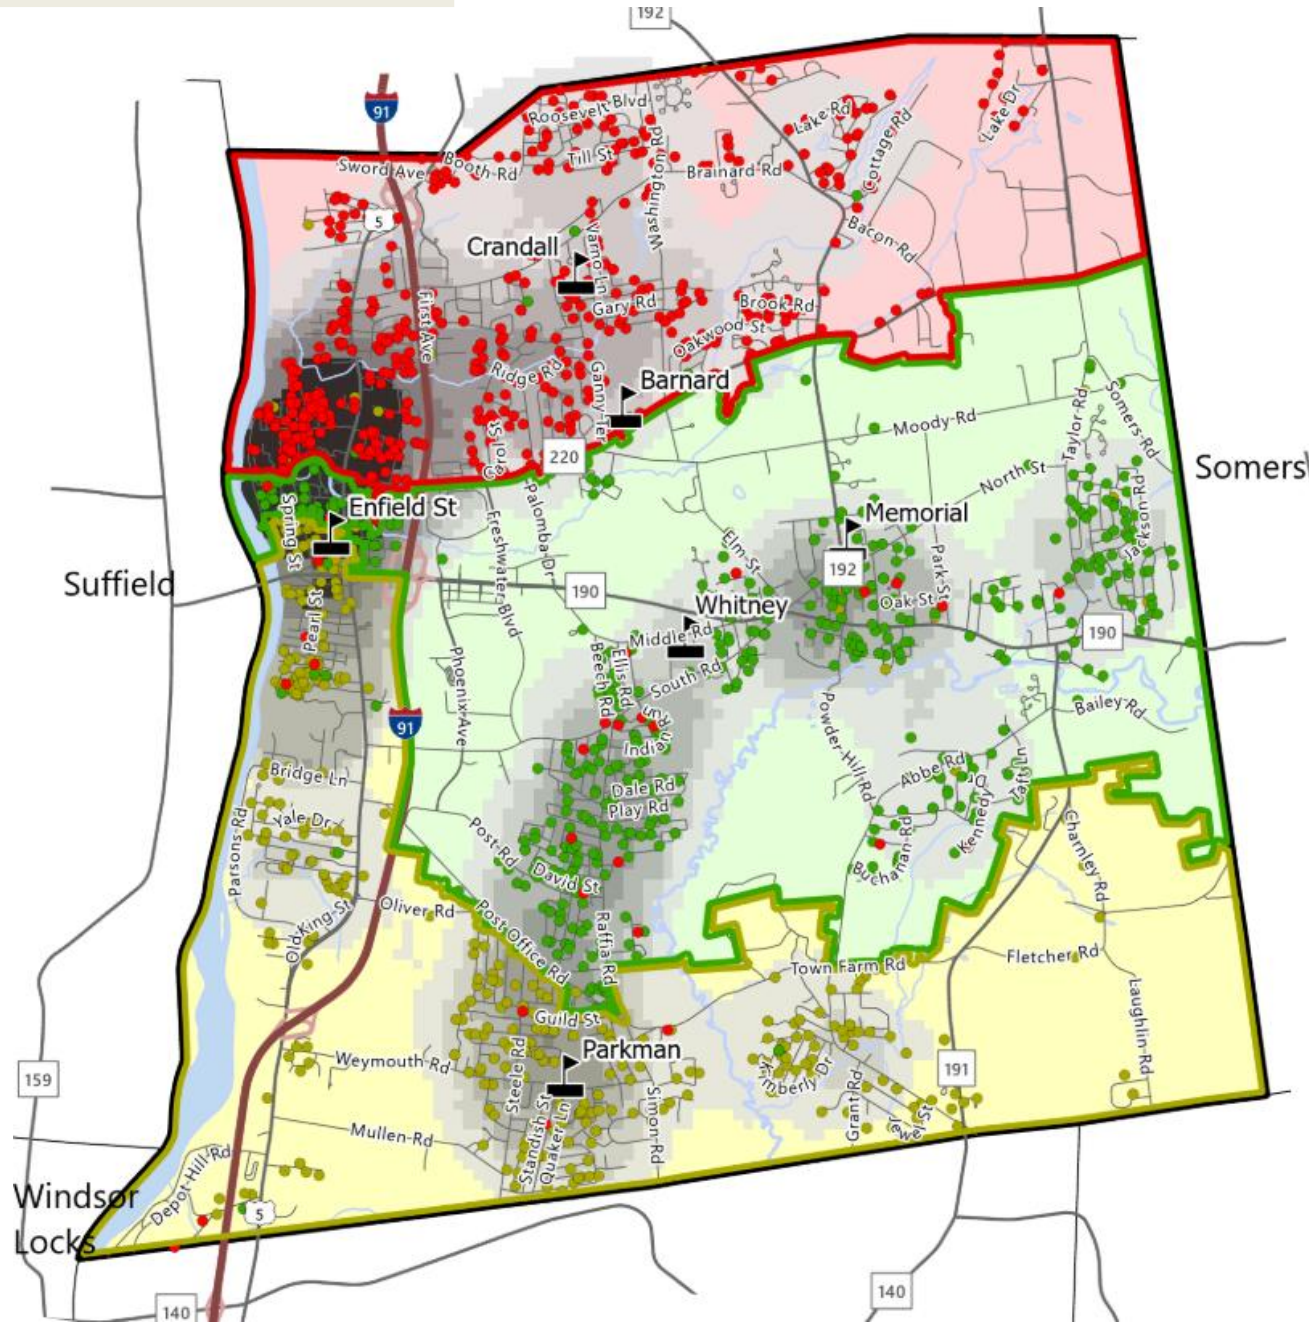 192
91
Roosevelt Blvd
Lake Rd
Lake Dr
Till St
Washington Rd
Cottage Rd
Sword Ave
Booth Rd
Brainard Rd
5
Bacon Rd
Crandall
Varno Ln
Gary Rd
Brook Rd
First Ave
Oakwood St
Ridge Rd
Ganny Ter
Barnard
Taylor Rd
Somers Rd
Moody Rd
Carol St
220
North St
Somers
Spring St
Enfield St
Palomba Dr
Freshwater Blvd
Memorial
Jackson Rd
Elm St
Park St
Suffield
192
190
Oak St
Whitney
Pearl St
Middle Rd
190
Beech Rd
Ellis Rd
South Rd
Phoenix Ave
Powder Hill Rd
Bailey Rd
91
Indian Run
Abbe Rd
Taft Ln
Bridge Ln
Dale Rd
Play Rd
Kennedy Dr
Parsons Rd
Yale Dr
Post Rd
Charnley Rd
Buchanan Rd
David St
Old King St
Oliver Rd
Post Office Rd
Raffia Rd
Town Farm Rd
Fletcher Rd
Laughlin Rd
Guild St
Parkman
Weymouth Rd
Steele Rd
Kimberly Dr
159
191
Simon Rd
Grant Rd
Jewel St
Standish St
Quaker Ln
Mullen Rd
Depot Hill Rd
Windsor
Locks
5
140
140